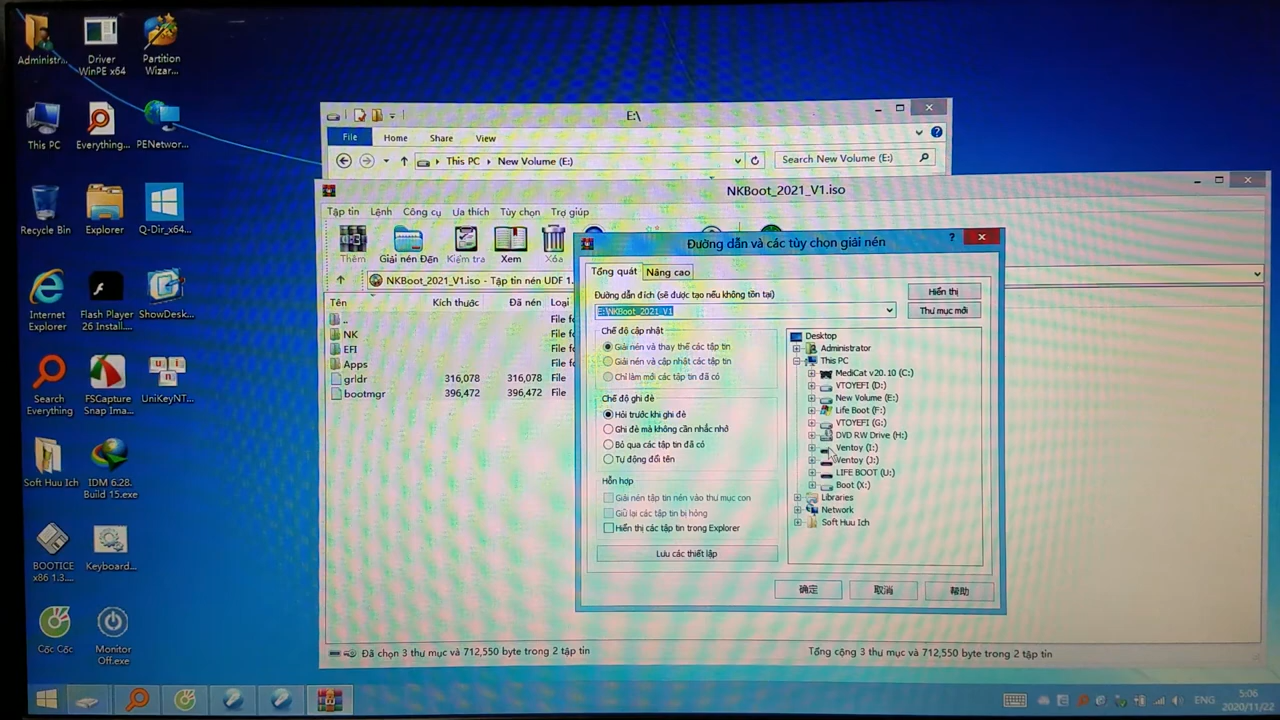 Administr...
Driver
WinPE x64
Partition
Wizar...
This PC
Everything...
PENetwor...
Recycle Bin
Explorer
Q-Dir_x64...
Internet
Explorer
Flash Player
26 Install...
ShowDesk...
Search
Everything
FSCapture
Snap Ima...
UniKeyNT...
Soft Huu Ich
IDM 6.28.
Build 15.exe
BOOTICE
x86 1.3....
Keyboard...
Cốc Cốc
Monitor
Off.exe
E:\
File Home Share View
This PC New Volume (E:)
Search New Volume (E:)
NKBoot_2021_V1.iso
Tập tin Lệnh Công cụ Ưa thích Tùy chọn Trợ giúp
Thêm Giải nén Đến Kiểm tra Xem Xóa
NKBoot_2021_V1.iso - Tập tin nén UDF 1.
Tên Kích thước Đã nén Loại
.. File fo
NK File fo
EFI File fo
Apps File fo
grldr 316,078 316,078 File
bootmgr 396,472 396,472 File
Đã chọn 3 thư mục và 712,550 byte trong 2 tập tin
Tổng cộng 3 thư mục và 712,550 byte trong 2 tập tin
Đường dẫn và các tùy chọn giải nén
Tổng quát Nâng cao
Đường dẫn đích (sẽ được tạo nếu không tồn tại)
E:\NKBoot_2021_V1
Hiển thị
Thư mục mới
Chế độ cập nhật
Giải nén và thay thế các tập tin
Giải nén và cập nhật các tập tin
Chỉ làm mới các tập tin đã có
Chế độ ghi đè
Hỏi trước khi ghi đè
Ghi đè mà không cần nhắc nhở
Bỏ qua các tập tin đã có
Tự động đổi tên
Hỗn hợp
Giải nén tập tin nén vào thư mục con
Giữ lại các tập tin bị hỏng
Hiển thị các tập tin trong Explorer
Lưu các thiết lập
Desktop
Administrator
This PC
MediCat v20.10 (C:)
VTOYEFI (D:)
New Volume (E:)
Life Boot (F:)
VTOYEFI (G:)
DVD RW Drive (H:)
Ventoy (I:)
Ventoy (J:)
LIFE BOOT (U:)
Boot (X:)
Libraries
Network
Soft Huu Ich
确定 取消 帮助
ENG
5:06
2020/11/22